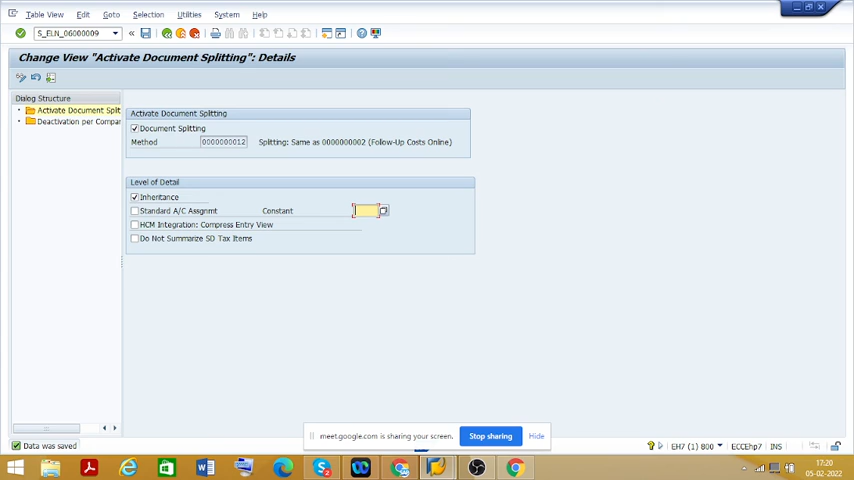 Table View Edit Goto Selection Utilities System Help
S_ELN_06000009
Change View "Activate Document Splitting": Details
Dialog Structure
Activate Document Split
Deactivation per Compar
Activate Document Splitting
Document Splitting
Method 0000000012 Splitting: Same as 0000000002 (Follow-Up Costs Online)
Level of Detail
Inheritance
Standard A/C Assgnmt Constant
HCM Integration: Compress Entry View
Do Not Summarize SD Tax Items
meet.google.com is sharing your screen. Stop sharing Hide
Data was saved EH7 (1) 800 ECCEhp7 INS
17:20
05-02-2022